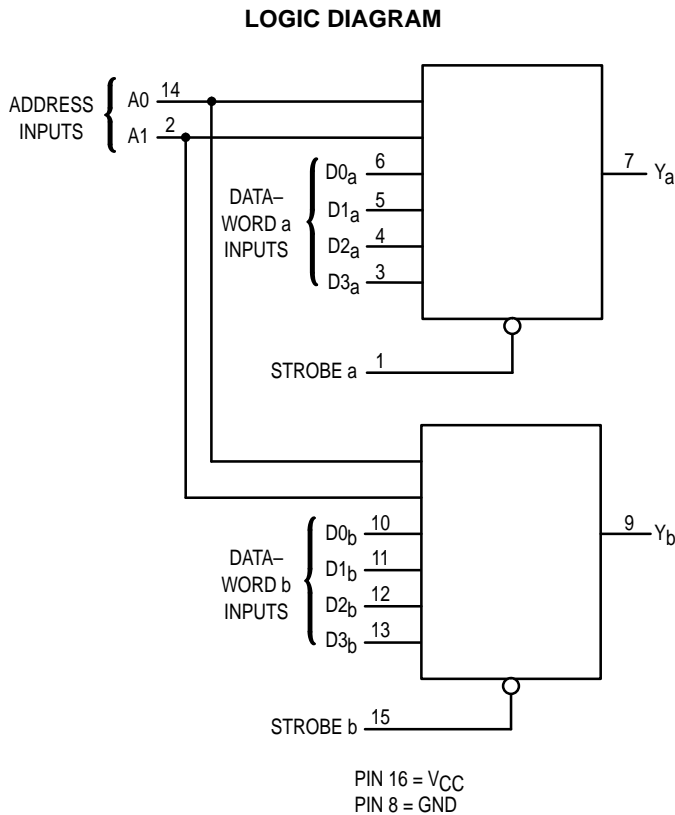 LOGIC DIAGRAM
ADDRESS
INPUTS
A0 14
A1 2
DATA–
WORD a
INPUTS
D0a 6
D1a 5
D2a 4
D3a 3
7 Ya
STROBE a 1
DATA–
WORD b
INPUTS
D0b 10
D1b 11
D2b 12
D3b 13
9 Yb
STROBE b 15
PIN 16 = VCC
PIN 8 = GND